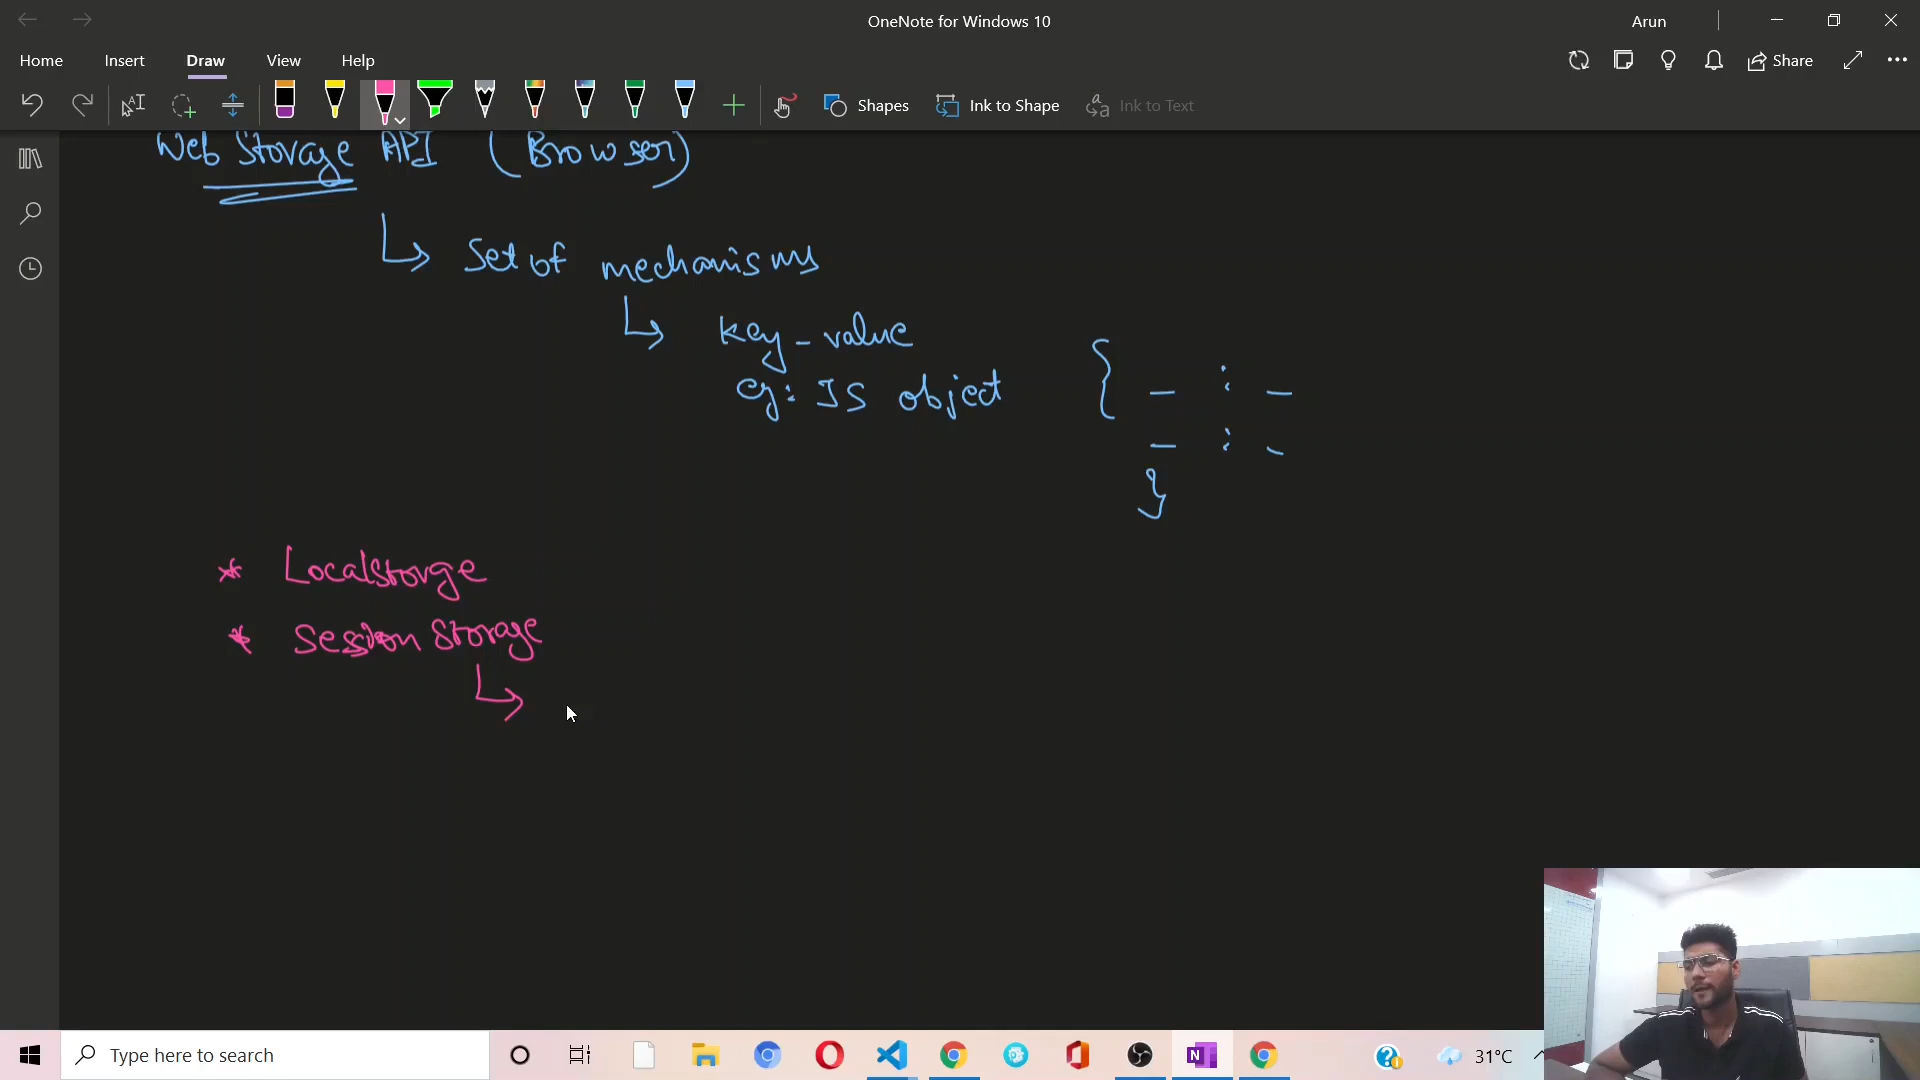 OneNote for Windows 10
Arun
Home Insert Draw View Help
Share
Shapes
Ink to Shape
Ink to Text
Web Storage API (Browser)
Set of mechanisms
key - value
eg: JS object
{ - : -
- : -
}
* LocalStorge
* Session Storage
Type here to search
31°C